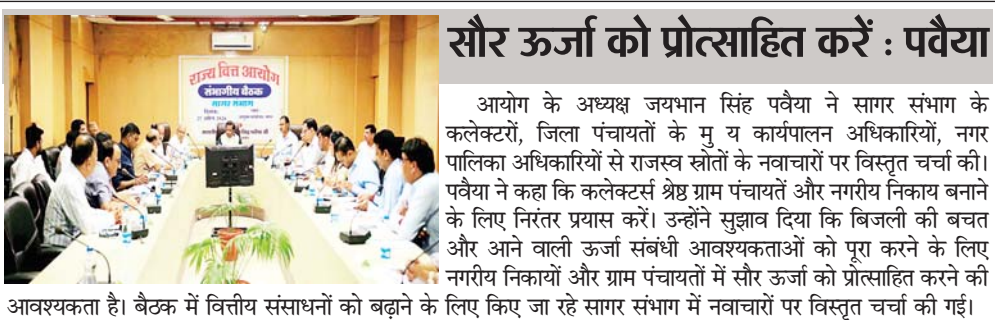 सौर ऊर्जा को प्रोत्साहित करें : पवैया
राज्य वित्त आयोग
संभागीय बैठक
सागर सम्भाग
आयोग के अध्यक्ष जयभान सिंह पवैया ने सागर संभाग के
कलेक्टरों, जिला पंचायतों के मु य कार्यपालन अधिकारियों, नगर
पालिका अधिकारियों से राजस्व स्रोतों के नवाचारों पर विस्तृत चर्चा की।
पवैया ने कहा कि कलेक्टर्स श्रेष्ठ ग्राम पंचायतें और नगरीय निकाय बनाने
के लिए निरंतर प्रयास करें। उन्होंने सुझाव दिया कि बिजली की बचत
और आने वाली ऊर्जा संबंधी आवश्यकताओं को पूरा करने के लिए
नगरीय निकायों और ग्राम पंचायतों में सौर ऊर्जा को प्रोत्साहित करने की
आवश्यकता है। बैठक में वित्तीय संसाधनों को बढ़ाने के लिए किए जा रहे सागर संभाग में नवाचारों पर विस्तृत चर्चा की गई।